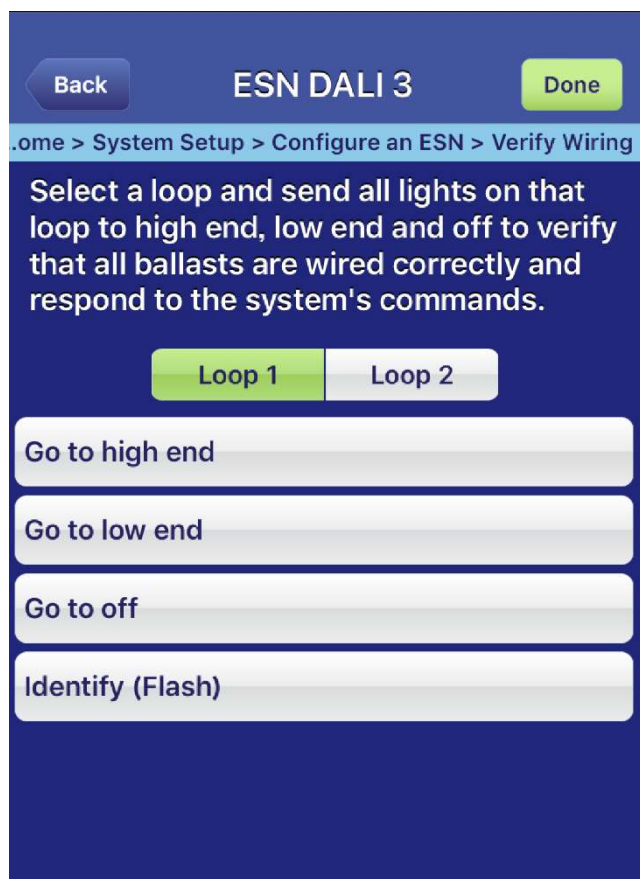 Back
ESN DALI 3
Done
.ome > System Setup > Configure an ESN > Verify Wiring
Select a loop and send all lights on that
loop to high end, low end and off to verify
that all ballasts are wired correctly and
respond to the system's commands.
Loop 1
Loop 2
Go to high end
Go to low end
Go to off
Identify (Flash)